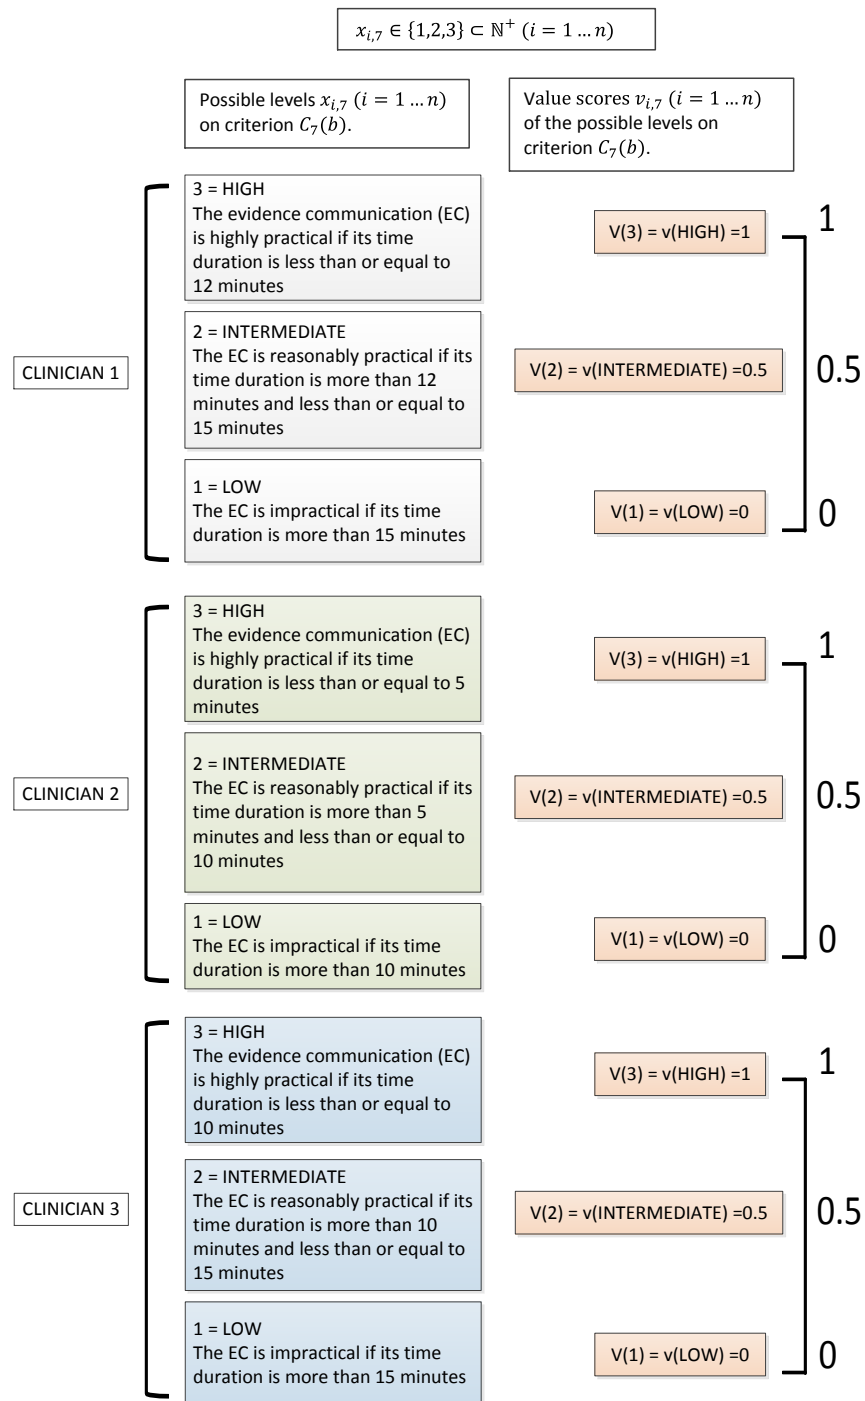 x_{i,7} ∈ {1,2,3} ⊂ ℕ⁺ (i = 1 … n)
Possible levels x_{i,7} (i = 1 … n)
on criterion C_7(b).
Value scores v_{i,7} (i = 1 … n)
of the possible levels on
criterion C_7(b).
CLINICIAN 1
3 = HIGH
The evidence communication (EC)
is highly practical if its time
duration is less than or equal to
12 minutes
V(3) = v(HIGH) =1
1
2 = INTERMEDIATE
The EC is reasonably practical if its
time duration is more than 12
minutes and less than or equal to
15 minutes
V(2) = v(INTERMEDIATE) =0.5
0.5
1 = LOW
The EC is impractical if its time
duration is more than 15 minutes
V(1) = v(LOW) =0
0
CLINICIAN 2
3 = HIGH
The evidence communication (EC)
is highly practical if its time
duration is less than or equal to 5
minutes
V(3) = v(HIGH) =1
1
2 = INTERMEDIATE
The EC is reasonably practical if its
time duration is more than 5
minutes and less than or equal to
10 minutes
V(2) = v(INTERMEDIATE) =0.5
0.5
1 = LOW
The EC is impractical if its time
duration is more than 10 minutes
V(1) = v(LOW) =0
0
CLINICIAN 3
3 = HIGH
The evidence communication (EC)
is highly practical if its time
duration is less than or equal to
10 minutes
V(3) = v(HIGH) =1
1
2 = INTERMEDIATE
The EC is reasonably practical if its
time duration is more than 10
minutes and less than or equal to
15 minutes
V(2) = v(INTERMEDIATE) =0.5
0.5
1 = LOW
The EC is impractical if its time
duration is more than 15 minutes
V(1) = v(LOW) =0
0